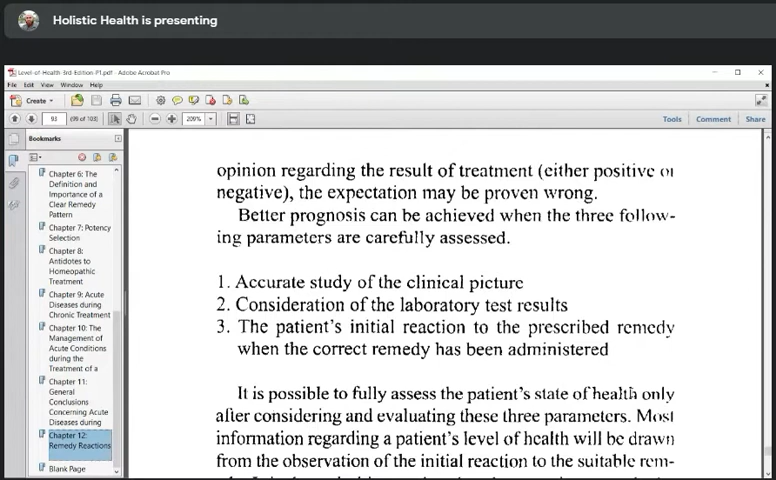 Holistic Health is presenting
Level-of-Health-3rd-Edition-P1.pdf - Adobe Acrobat Pro
File Edit View Window Help
Create
93 (99 of 103) 209% Tools Comment Share
Bookmarks
Chapter 6: The
Definition and
Importance of a
Clear Remedy
Pattern
Chapter 7: Potency
Selection
Chapter 8:
Antidotes to
Homeopathic
Treatment
Chapter 9: Acute
Diseases during
Chronic Treatment
Chapter 10: The
Management of
Acute Conditions
during the
Treatment of a
Chapter 11:
General
Conclusions
Concerning Acute
Diseases during
Chapter 12:
Remedy Reactions
Blank Page
opinion regarding the result of treatment (either positive or
negative), the expectation may be proven wrong.
Better prognosis can be achieved when the three follow-
ing parameters are carefully assessed.
1. Accurate study of the clinical picture
2. Consideration of the laboratory test results
3. The patient's initial reaction to the prescribed remedy
when the correct remedy has been administered
It is possible to fully assess the patient's state of health only
after considering and evaluating these three parameters. Most
information regarding a patient's level of health will be drawn
from the observation of the initial reaction to the suitable rem-